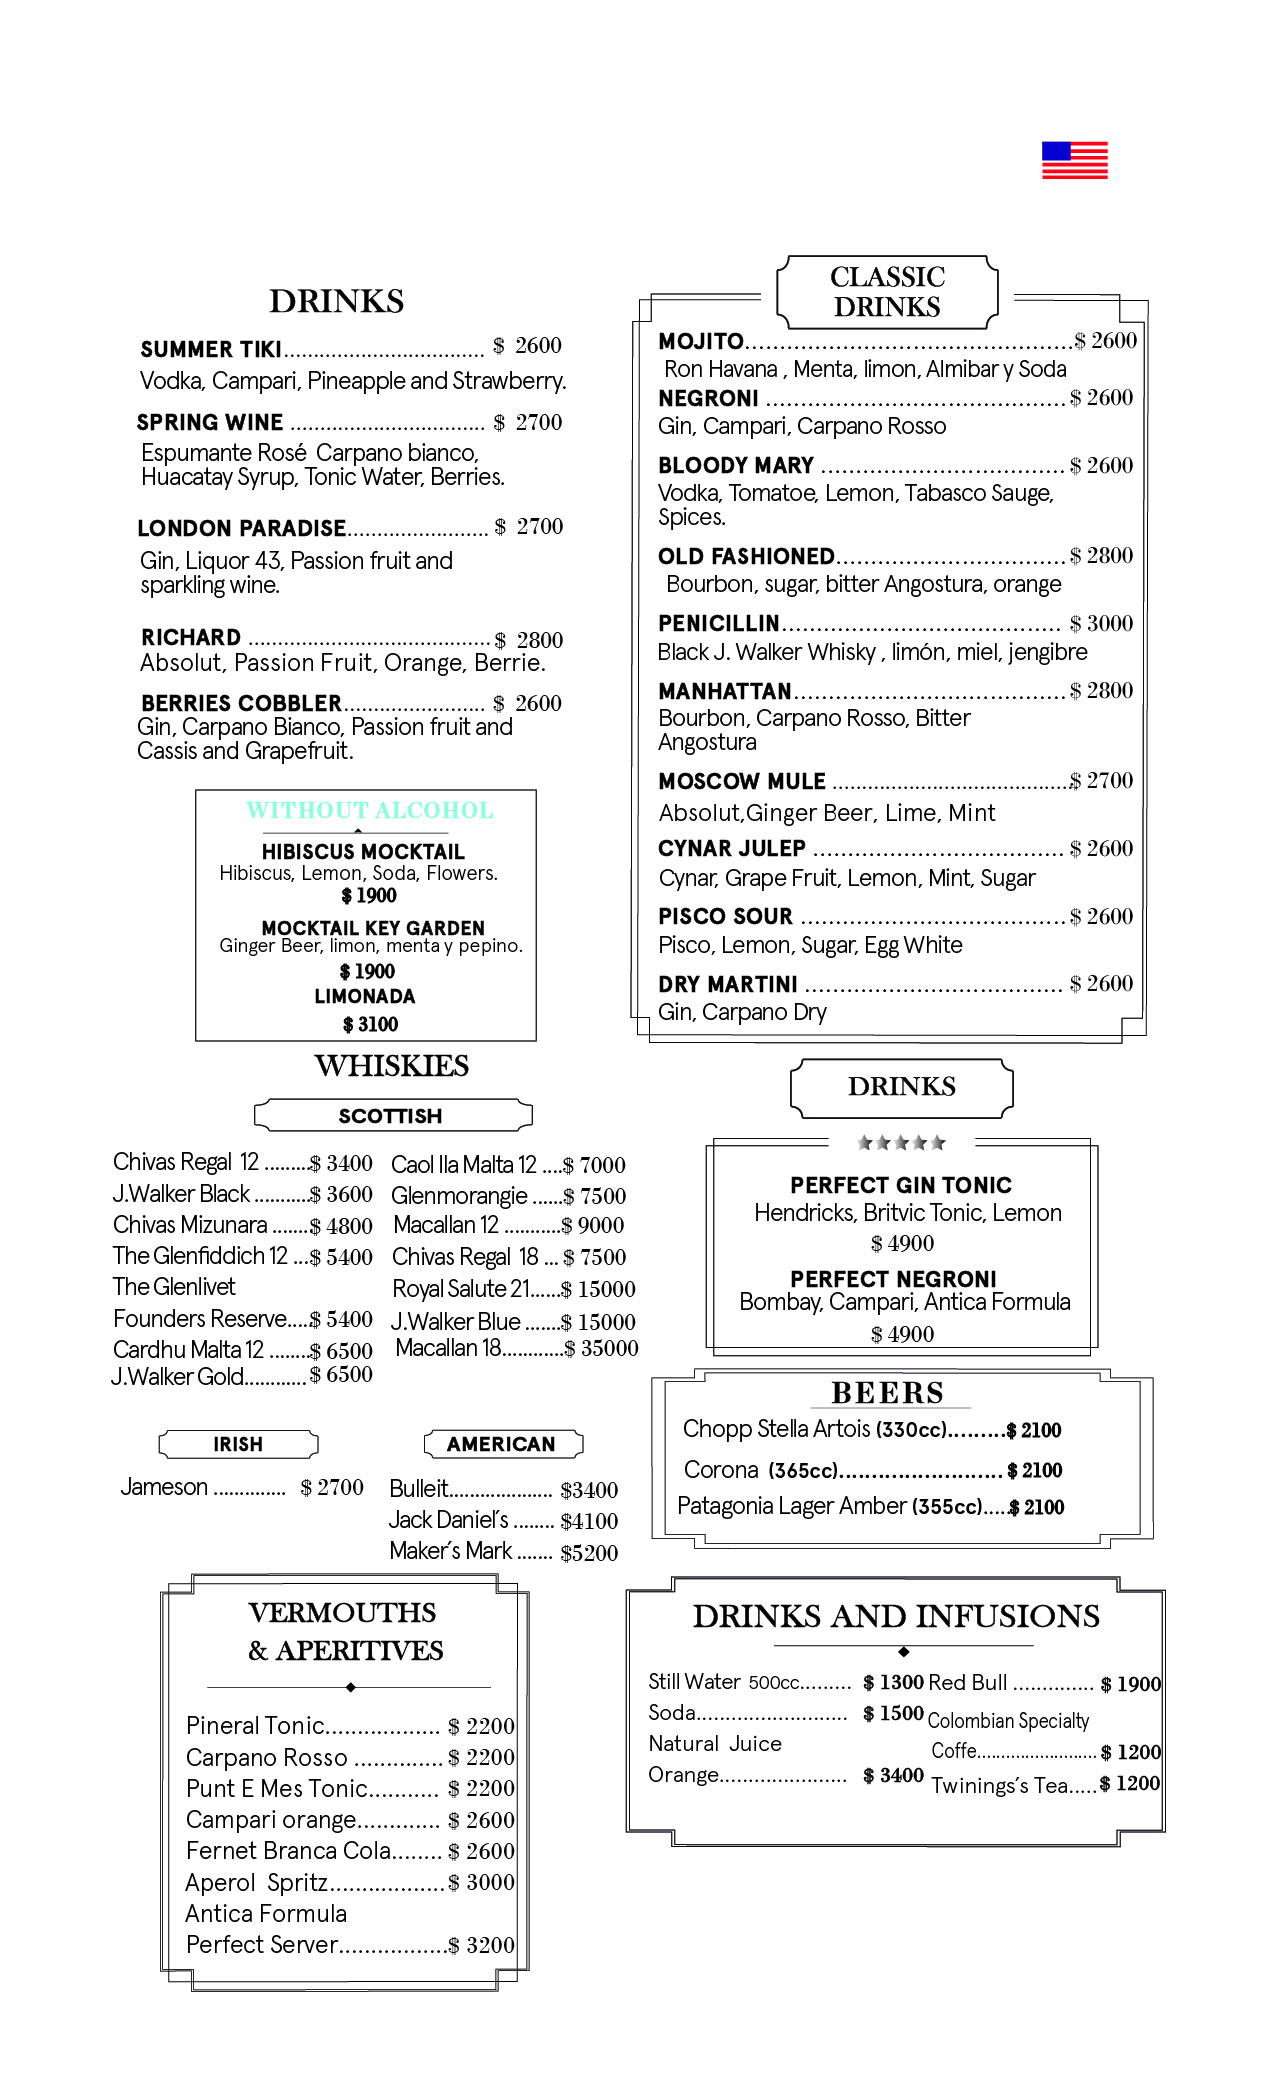 DRINKS
SUMMER TIKI.................................. $ 2600
Vodka, Campari, Pineapple and Strawberry.
SPRING WINE ................................. $ 2700
Espumante Rosé Carpano bianco,
Huacatay Syrup, Tonic Water, Berries.
LONDON PARADISE........................ $ 2700
Gin, Liquor 43, Passion fruit and
sparkling wine.
RICHARD ......................................... $ 2800
Absolut, Passion Fruit, Orange, Berrie.
BERRIES COBBLER........................ $ 2600
Gin, Carpano Bianco, Passion fruit and
Cassis and Grapefruit.
WITHOUT ALCOHOL
HIBISCUS MOCKTAIL
Hibiscus, Lemon, Soda, Flowers.
$ 1900
MOCKTAIL KEY GARDEN
Ginger Beer, limon, menta y pepino.
$ 1900
LIMONADA
$ 3100
WHISKIES
SCOTTISH
Chivas Regal 12 .........$ 3400
J.Walker Black ...........$ 3600
Chivas Mizunara .......$ 4800
The Glenfiddich 12 ...$ 5400
The Glenlivet
Founders Reserve.....$ 5400
Cardhu Malta 12 ........$ 6500
J.Walker Gold............ $ 6500
Caol Ila Malta 12 ....$ 7000
Glenmorangie ......$ 7500
Macallan 12 ...........$ 9000
Chivas Regal 18 ... $ 7500
Royal Salute 21......$ 15000
J.Walker Blue .......$ 15000
Macallan 18............$ 35000
IRISH
Jameson .............. $ 2700
AMERICAN
Bulleit.................... $3400
Jack Daniel´s ........ $4100
Maker´s Mark ....... $5200
VERMOUTHS
& APERITIVES
Pineral Tonic.................. $ 2200
Carpano Rosso .............. $ 2200
Punt E Mes Tonic........... $ 2200
Campari orange............. $ 2600
Fernet Branca Cola........ $ 2600
Aperol Spritz..................$ 3000
Antica Formula
Perfect Server.................$ 3200
CLASSIC
DRINKS
MOJITO..............................................$ 2600
Ron Havana , Menta, limon, Almibar y Soda
NEGRONI .........................................$ 2600
Gin, Campari, Carpano Rosso
BLOODY MARY ..................................$ 2600
Vodka, Tomatoe, Lemon, Tabasco Sauge,
Spices.
OLD FASHIONED................................$ 2800
Bourbon, sugar, bitter Angostura, orange
PENICILLIN....................................... $ 3000
Black J. Walker Whisky , limón, miel, jengibre
MANHATTAN......................................$ 2800
Bourbon, Carpano Rosso, Bitter
Angostura
MOSCOW MULE ........................................$ 2700
Absolut,Ginger Beer, Lime, Mint
CYNAR JULEP ................................... $ 2600
Cynar, Grape Fruit, Lemon, Mint, Sugar
PISCO SOUR .....................................$ 2600
Pisco, Lemon, Sugar, Egg White
DRY MARTINI .................................... $ 2600
Gin, Carpano Dry
DRINKS
PERFECT GIN TONIC
Hendricks, Britvic Tonic, Lemon
$ 4900
PERFECT NEGRONI
Bombay, Campari, Antica Formula
$ 4900
BEERS
Chopp Stella Artois (330cc).........$ 2100
Corona (365cc)......................... $ 2100
Patagonia Lager Amber (355cc).....$ 2100
DRINKS AND INFUSIONS
Still Water 500cc......... $ 1300
Soda.......................... $ 1500
Natural Juice
Orange...................... $ 3400
Red Bull .............. $ 1900
Colombian Specialty
Coffe......................... $ 1200
Twinings´s Tea.....$ 1200